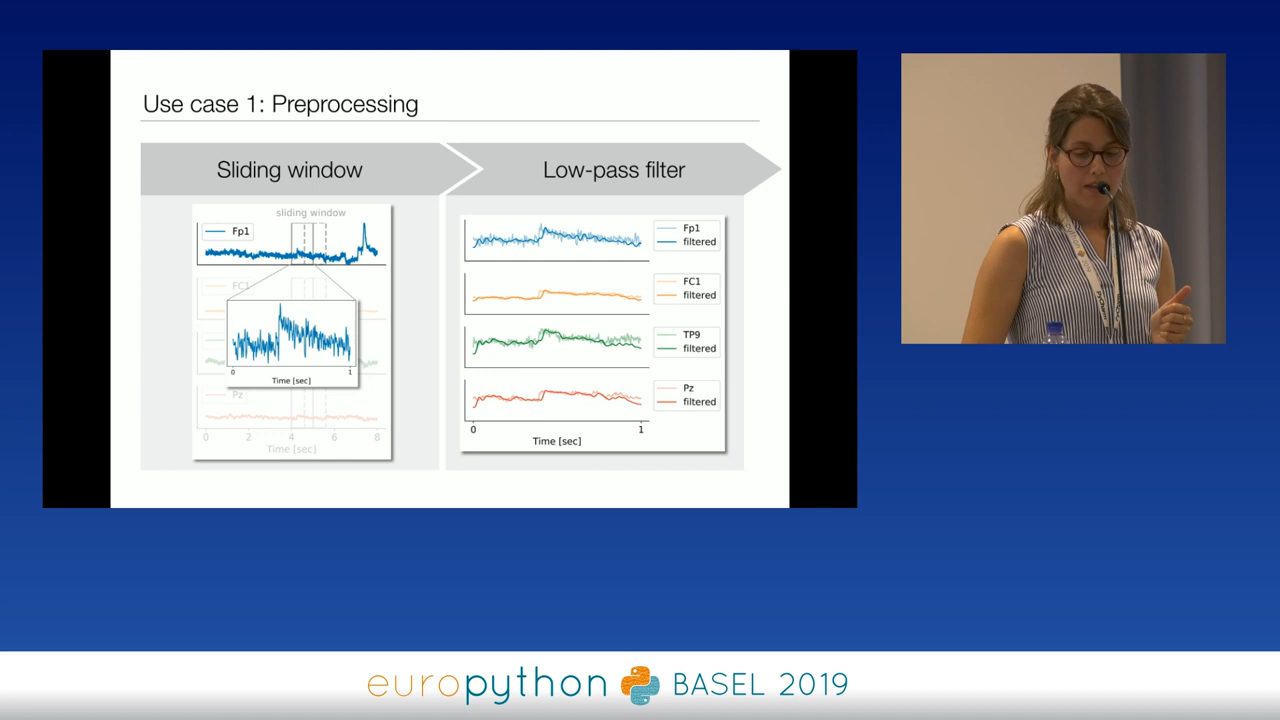 Use case 1: Preprocessing
Sliding window
Low-pass filter
sliding window
Fp1
FC1
Time [sec]
0
1
Pz
0 2 4 6 8
Time [sec]
Fp1
filtered
FC1
filtered
TP9
filtered
Pz
filtered
0 1
Time [sec]
europython BASEL 2019